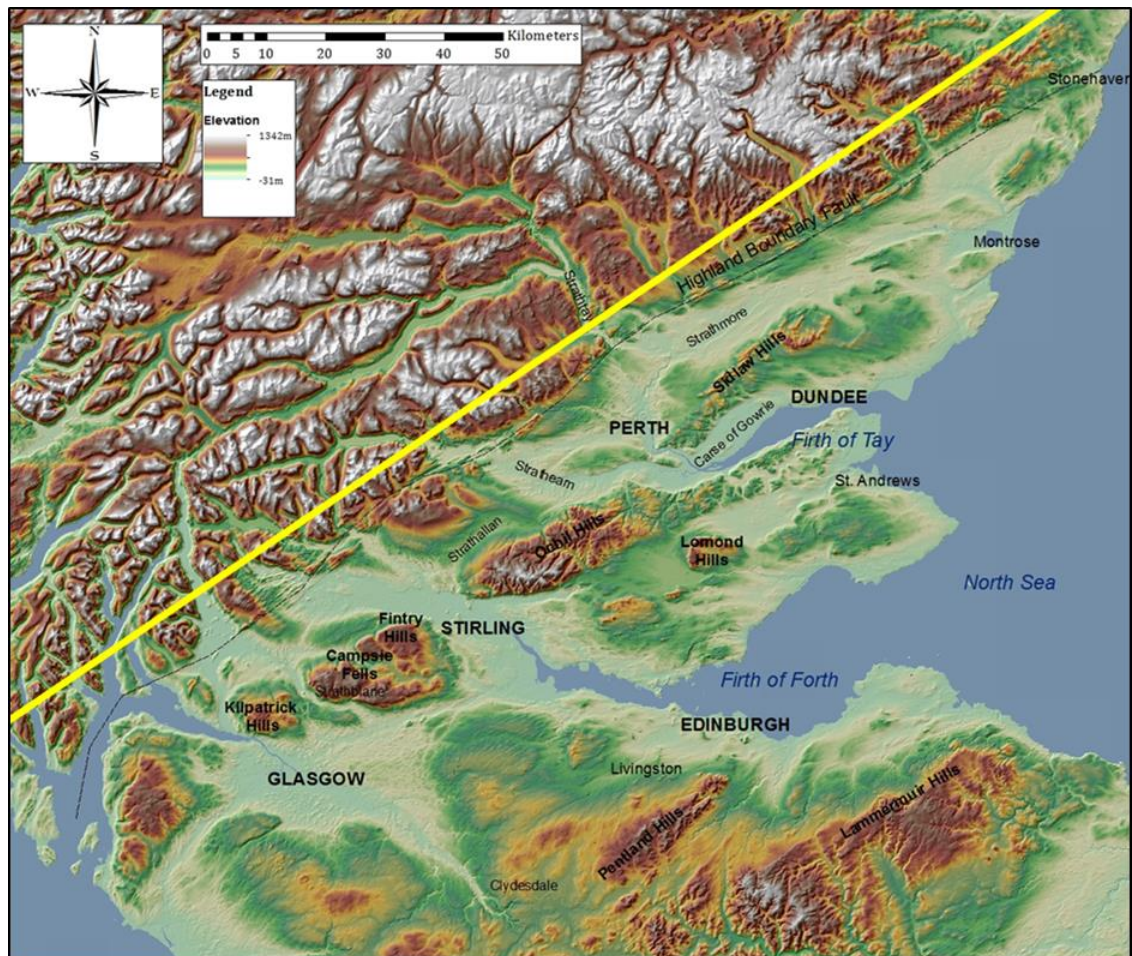 N
W E
S
Kilometers
0 5 10 20 30 40 50
Legend
Elevation
1342m
-31m
Stonehaven
Highland Boundary Fault
Montrose
Strathtay
Strathmore
Sidlaw Hills
DUNDEE
PERTH
Carse of Gowrie
Firth of Tay
Strathearn
St. Andrews
Strathallan
Ochil Hills
Lomond
Hills
North Sea
Fintry
Hills
STIRLING
Campsie
Fells
Strathblane
Firth of Forth
Kilpatrick
Hills
EDINBURGH
GLASGOW
Livingston
Lammermuir Hills
Pentland Hills
Clydesdale